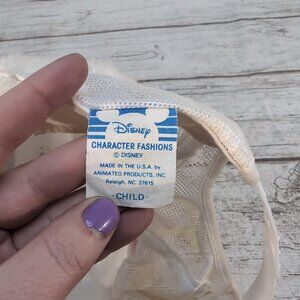 Disney
CHARACTER FASHIONS
© DISNEY
MADE IN THE U.S.A. by
ANIMATED PRODUCTS, INC.
Raleigh, NC 27615
·CHILD·